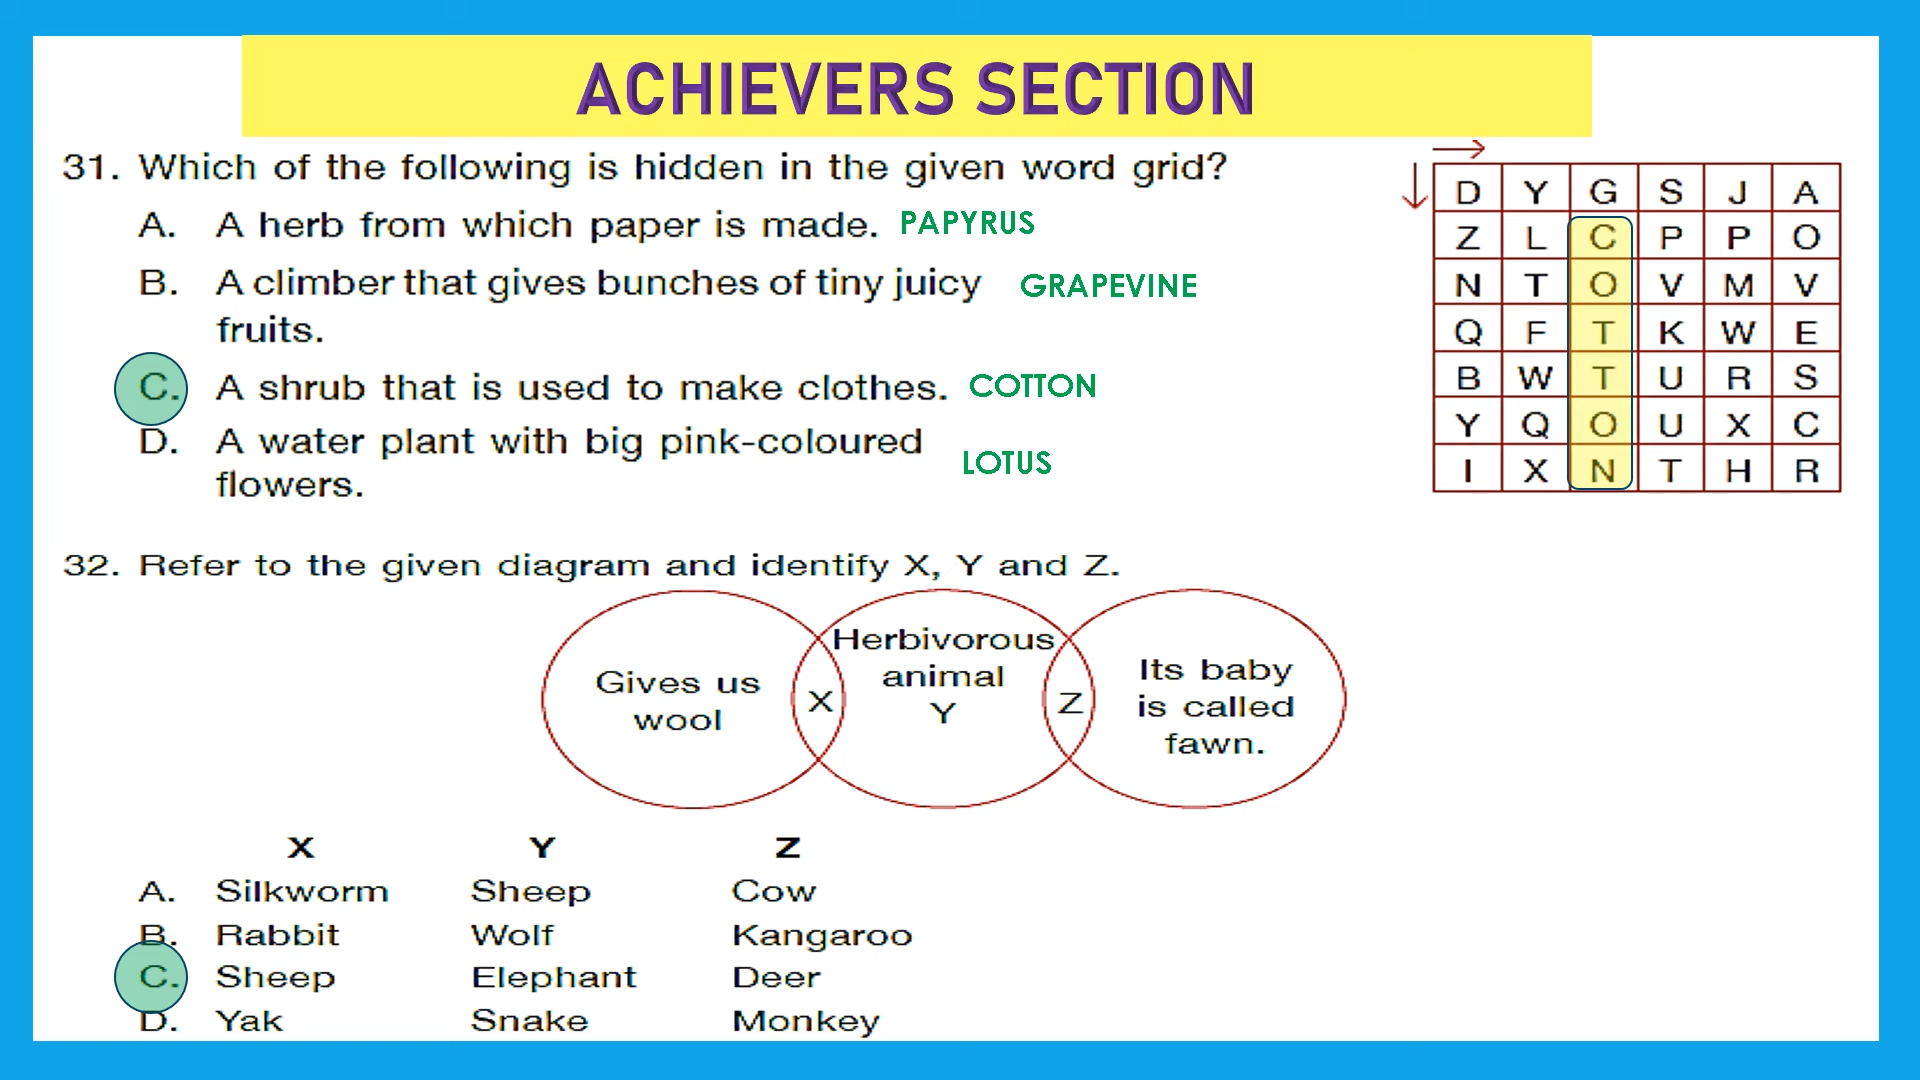 ACHIEVERS SECTION
31. Which of the following is hidden in the given word grid?
A. A herb from which paper is made. PAPYRUS
B. A climber that gives bunches of tiny juicy GRAPEVINE
fruits.
C. A shrub that is used to make clothes. COTTON
D. A water plant with big pink-coloured
flowers. LOTUS
D Y G S J A
Z L C P P O
N T O V M V
Q F T K W E
B W T U R S
Y Q O U X C
I X N T H R
32. Refer to the given diagram and identify X, Y and Z.
Gives us
wool
X
Herbivorous
animal
Y
Z
Its baby
is called
fawn.
X Y Z
A. Silkworm Sheep Cow
B. Rabbit Wolf Kangaroo
C. Sheep Elephant Deer
D. Yak Snake Monkey